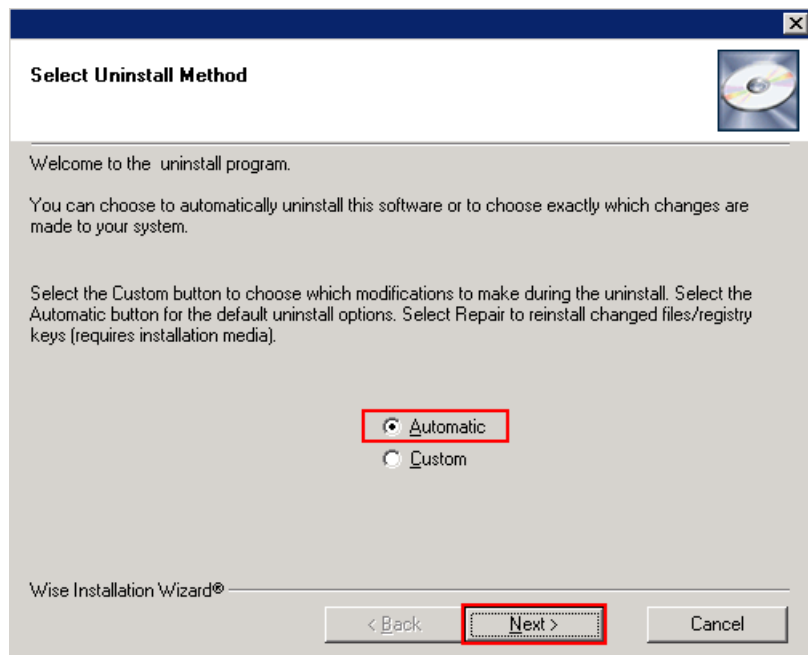 Select Uninstall Method
Welcome to the  uninstall program.
You can choose to automatically uninstall this software or to choose exactly which changes are
made to your system.
Select the Custom button to choose which modifications to make during the uninstall. Select the
Automatic button for the default uninstall options. Select Repair to reinstall changed files/registry
keys (requires installation media).
Automatic
Custom
Wise Installation Wizard®
< Back
Next >
Cancel